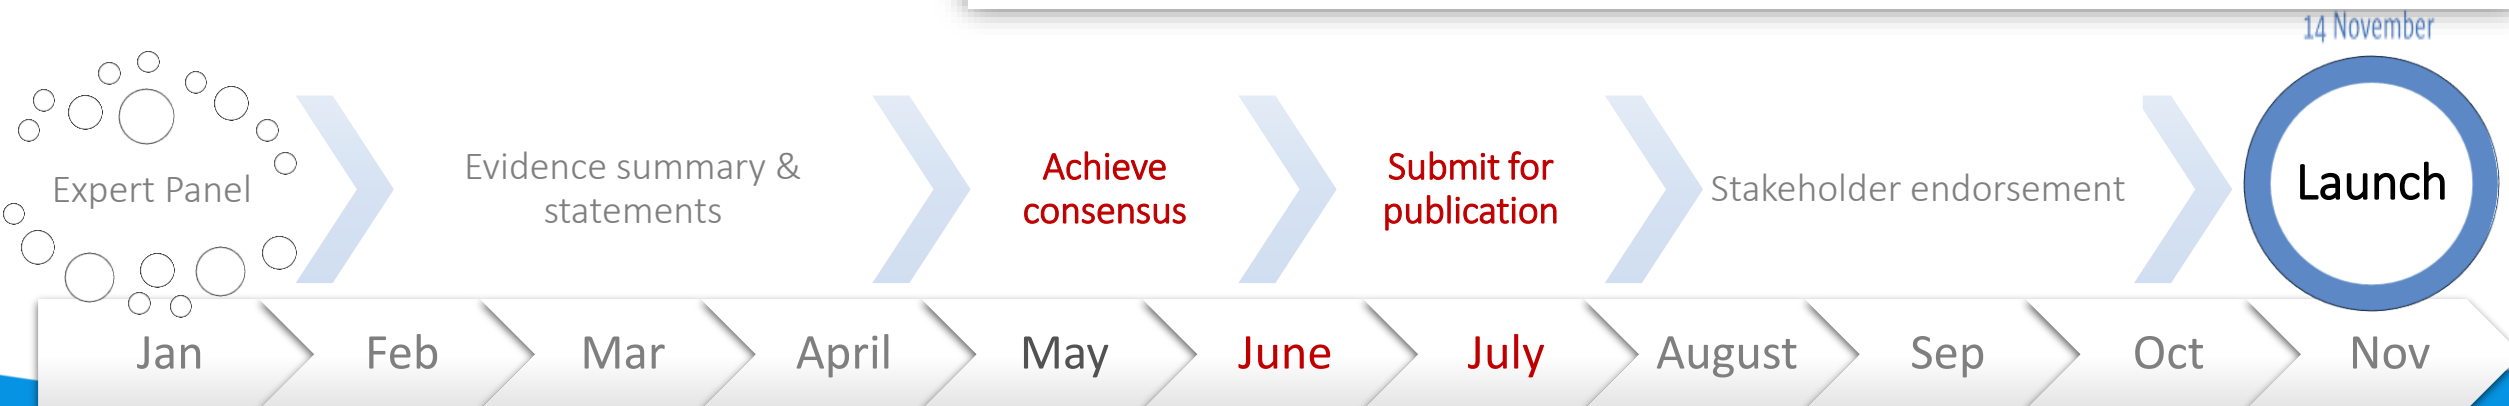 14 November
Expert Panel
Evidence summary &
statements
Achieve
consensus
Submit for
publication
Stakeholder endorsement
Launch
Jan
Feb
Mar
April
May
June
July
August
Sep
Oct
Nov